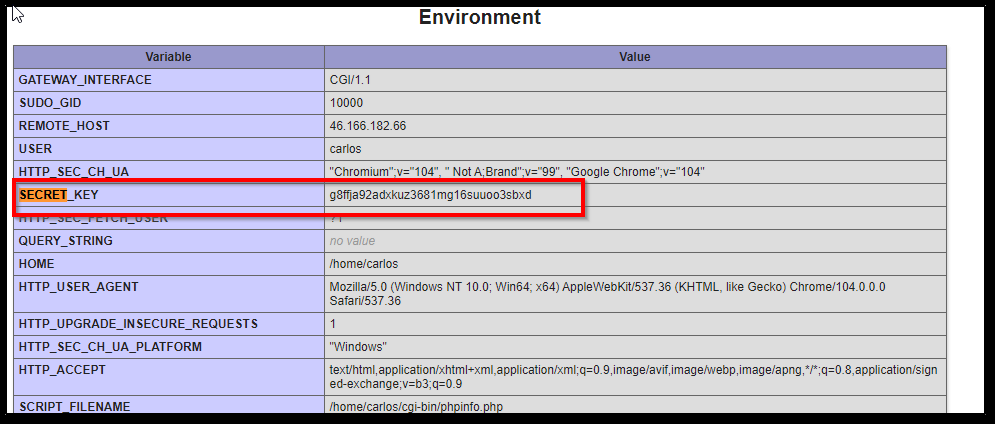 Environment
Variable Value
GATEWAY_INTERFACE CGI/1.1
SUDO_GID 10000
REMOTE_HOST 46.166.182.66
USER carlos
HTTP_SEC_CH_UA "Chromium";v="104", " Not A;Brand";v="99", "Google Chrome";v="104"
SECRET_KEY g8ffja92adxkuz3681mg16suuoo3sbxd
HTTP_SEC_FETCH_USER ?1
QUERY_STRING no value
HOME /home/carlos
HTTP_USER_AGENT Mozilla/5.0 (Windows NT 10.0; Win64; x64) AppleWebKit/537.36 (KHTML, like Gecko) Chrome/104.0.0.0
Safari/537.36
HTTP_UPGRADE_INSECURE_REQUESTS 1
HTTP_SEC_CH_UA_PLATFORM "Windows"
HTTP_ACCEPT text/html,application/xhtml+xml,application/xml;q=0.9,image/avif,image/webp,image/apng,*/*;q=0.8,application/sign
ed-exchange;v=b3;q=0.9
SCRIPT_FILENAME /home/carlos/cgi-bin/phpinfo.php